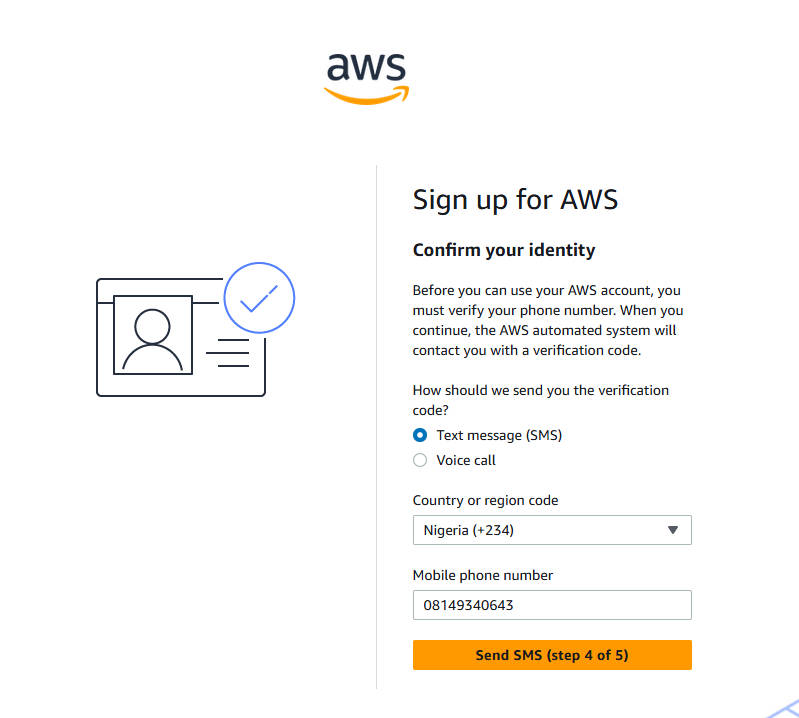 aws
Sign up for AWS
Confirm your identity
Before you can use your AWS account, you
must verify your phone number. When you
continue, the AWS automated system will
contact you with a verification code.
How should we send you the verification
code?
Text message (SMS)
Voice call
Country or region code
Nigeria (+234)
Mobile phone number
08149340643
Send SMS (step 4 of 5)